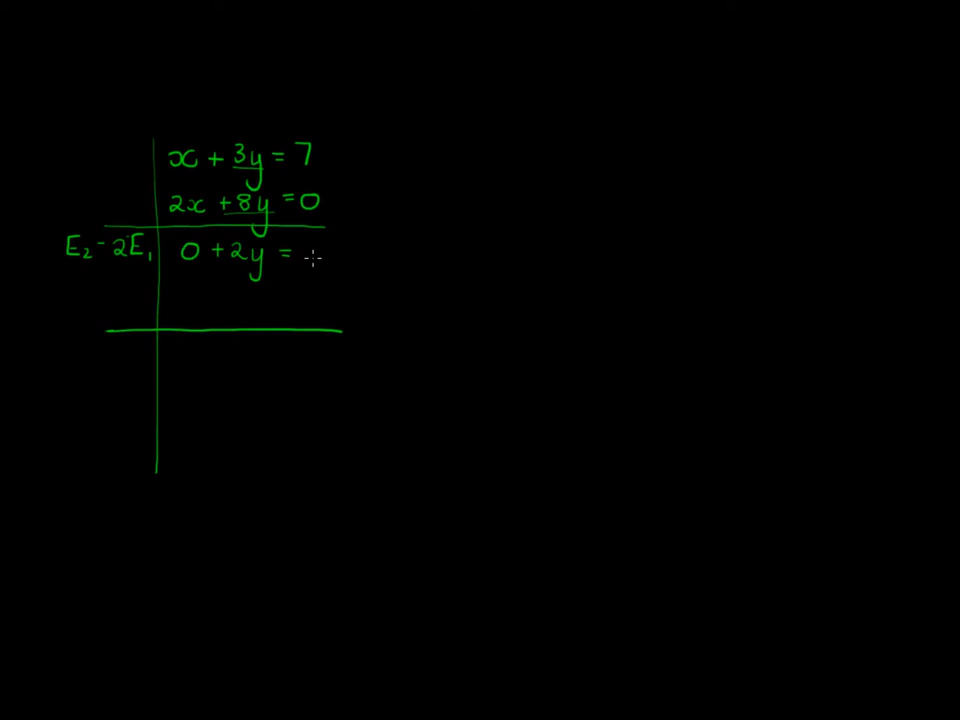 x + 3y = 7
2x + 8y = 0
E₂ - 2E₁ 0 + 2y =